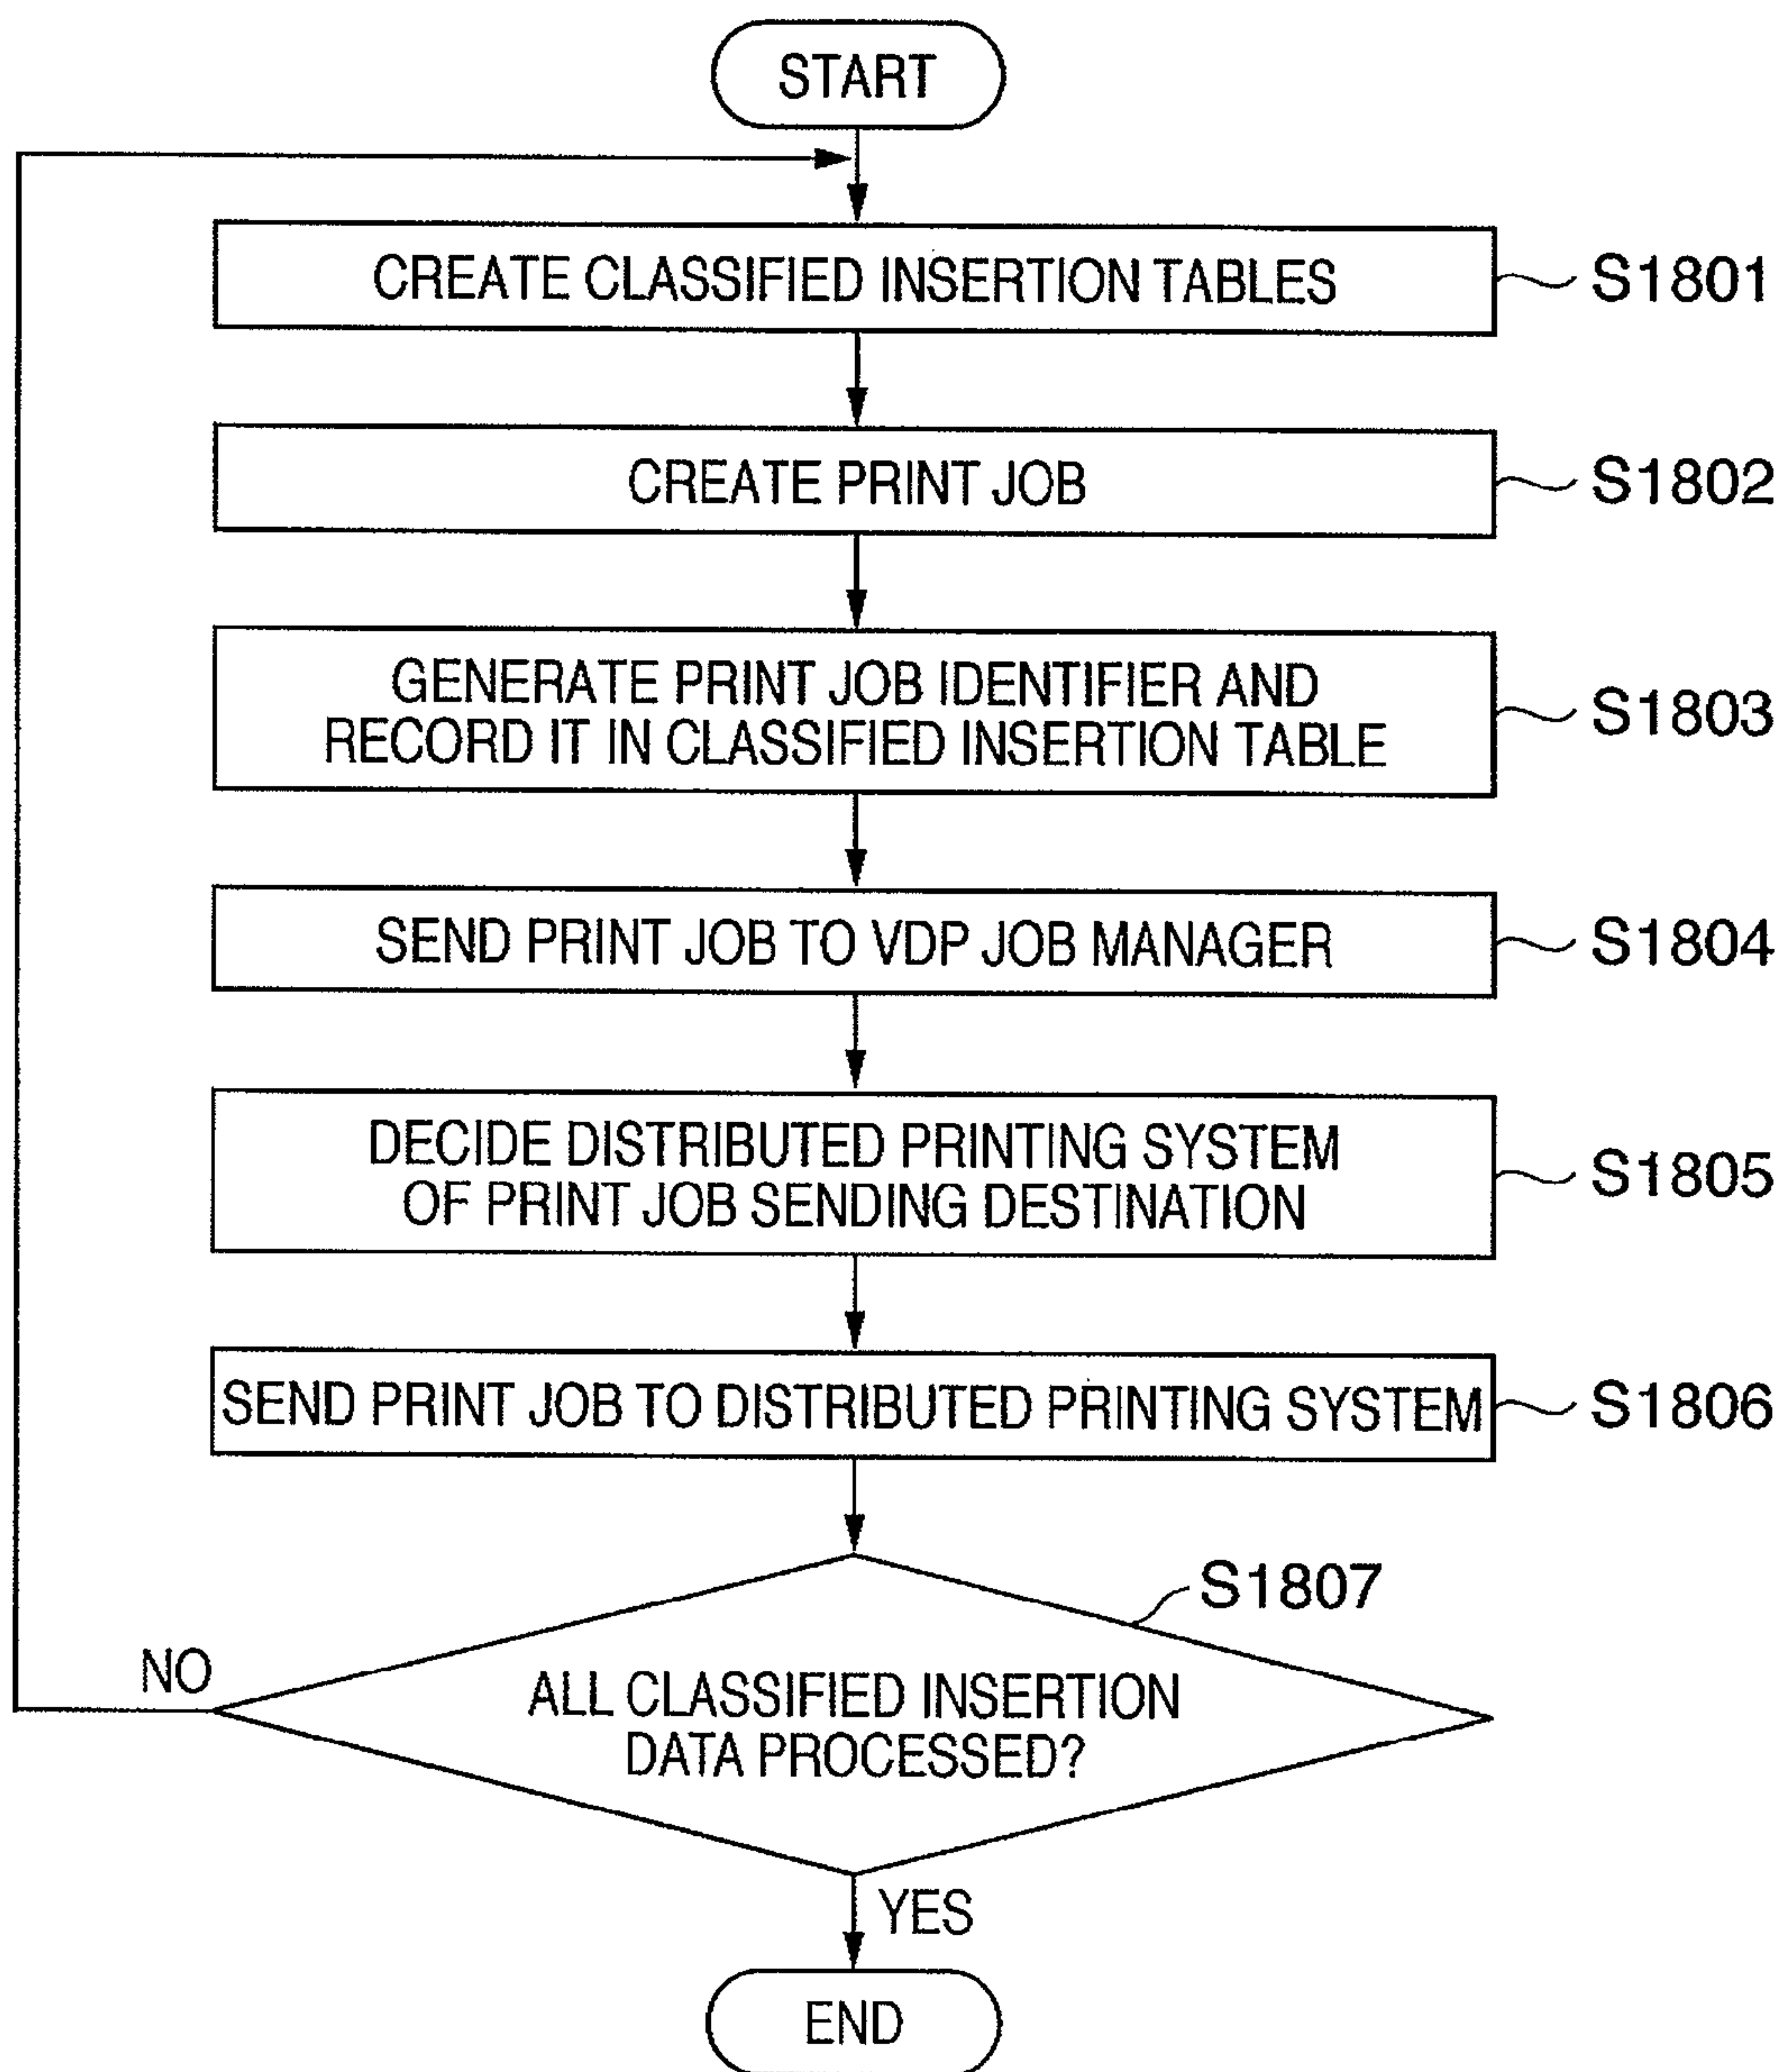 START
CREATE CLASSIFIED INSERTION TABLES
S1801
CREATE PRINT JOB
S1802
GENERATE PRINT JOB IDENTIFIER AND
RECORD IT IN CLASSIFIED INSERTION TABLE
S1803
SEND PRINT JOB TO VDP JOB MANAGER
S1804
DECIDE DISTRIBUTED PRINTING SYSTEM
OF PRINT JOB SENDING DESTINATION
S1805
SEND PRINT JOB TO DISTRIBUTED PRINTING SYSTEM
S1806
S1807
NO
ALL CLASSIFIED INSERTION
DATA PROCESSED?
YES
END